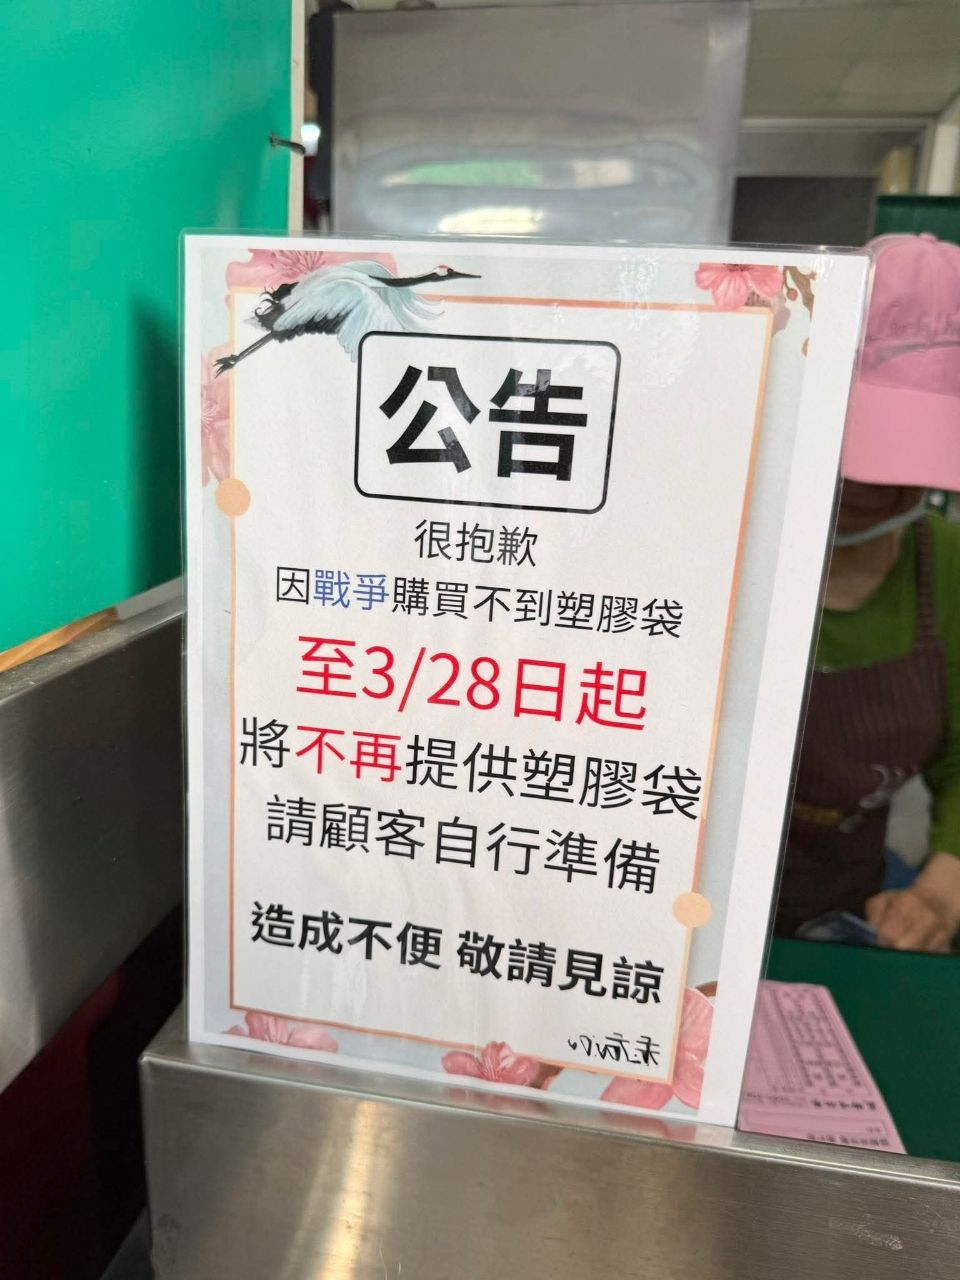 公告
很抱歉
因戰爭購買不到塑膠袋
至3/28日起
將不再提供塑膠袋
請顧客自行準備
造成不便 敬請見諒